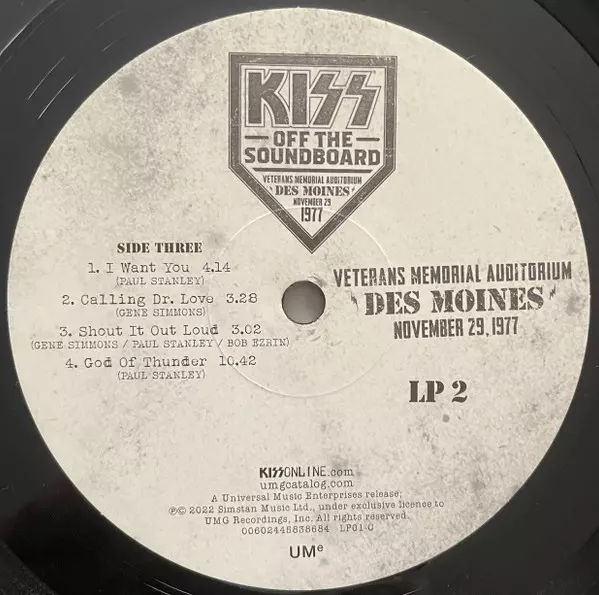 KISS
OFF THE
SOUNDBOARD
VETERANS MEMORIAL AUDITORIUM
DES MOINES
NOVEMBER 29
1977
SIDE THREE
1. I Want You 4.14
(PAUL STANLEY)
2. Calling Dr. Love 3.28
(GENE SIMMONS)
3. Shout It Out Loud 3.02
(GENE SIMMONS / PAUL STANLEY / BOB EZRIN)
4. God Of Thunder 10.42
(PAUL STANLEY)
VETERANS MEMORIAL AUDITORIUM
DES MOINES
NOVEMBER 29, 1977
LP 2
KISSONLINE.com
umgcatalog.com
A Universal Music Enterprises release;
℗© 2022 Simstan Music Ltd., under exclusive licence to
UMG Recordings, Inc. All rights reserved.
00602445838684 LP01-C
UMe